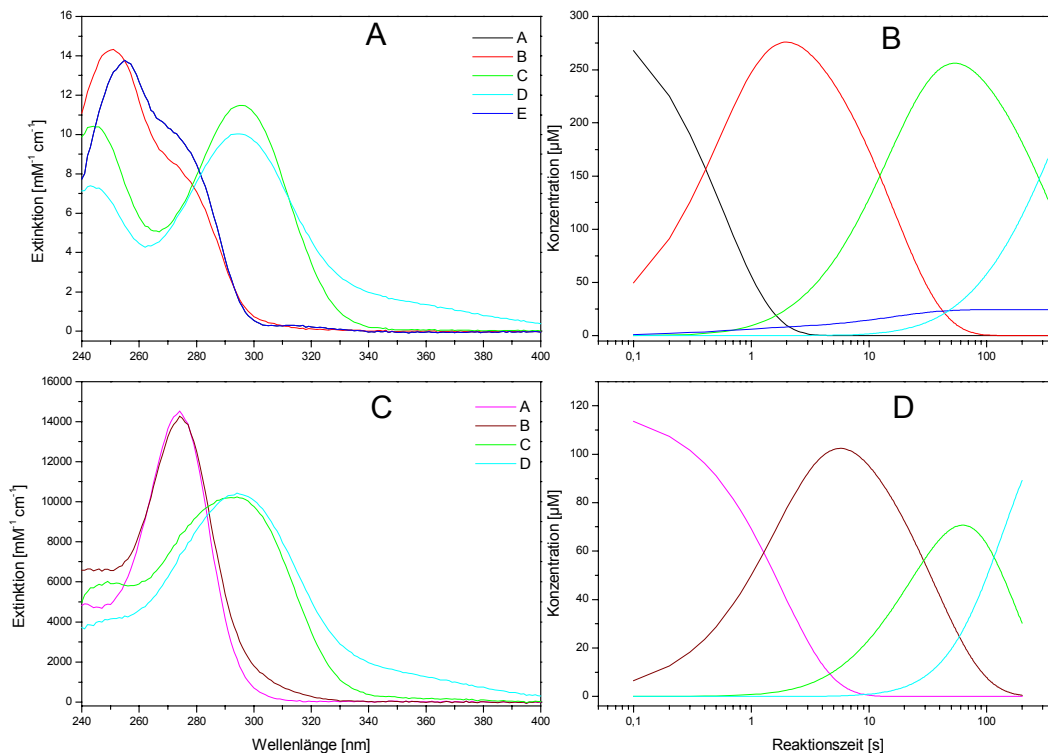 A
Extinktion [mM⁻¹ cm⁻¹]
16
14
12
10
8
6
4
2
0
240 260 280 300 320 340 360 380 400
A
B
C
D
E
B
Konzentration [µM]
300
250
200
150
100
50
0
0,1 1 10 100
C
Extinktion [mM⁻¹ cm⁻¹]
16000
14000
12000
10000
8000
6000
4000
2000
0
240 260 280 300 320 340 360 380 400
Wellenlänge [nm]
A
B
C
D
D
Konzentration [µM]
120
100
80
60
40
20
0
0,1 1 10 100
Reaktionszeit [s]